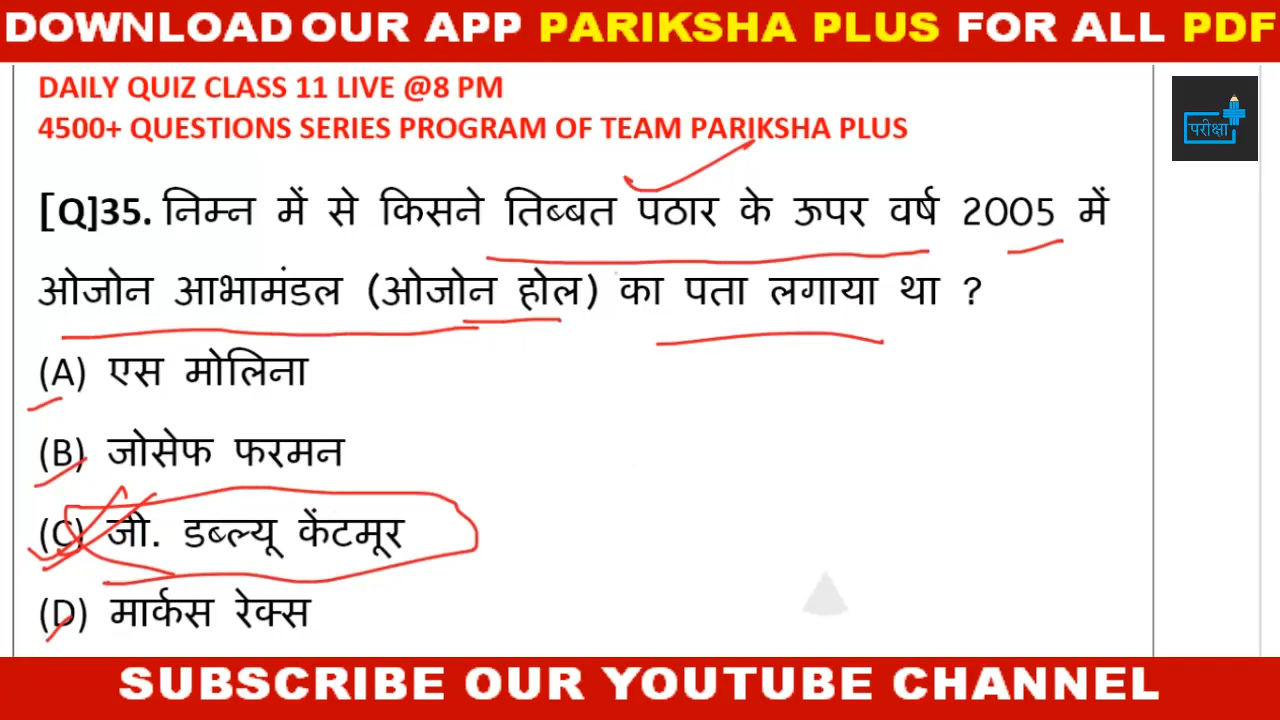 DOWNLOAD OUR APP PARIKSHA PLUS FOR ALL PDF
DAILY QUIZ CLASS 11 LIVE @8 PM
4500+ QUESTIONS SERIES PROGRAM OF TEAM PARIKSHA PLUS
परीक्षा
[Q]35. निम्न में से किसने तिब्बत पठार के ऊपर वर्ष 2005 में
ओजोन आभामंडल (ओजोन होल) का पता लगाया था ?
(A) एस मोलिना
(B) जोसेफ फरमन
(C) जी. डब्ल्यू केंटमूर
(D) मार्कस रेक्स
SUBSCRIBE OUR YOUTUBE CHANNEL